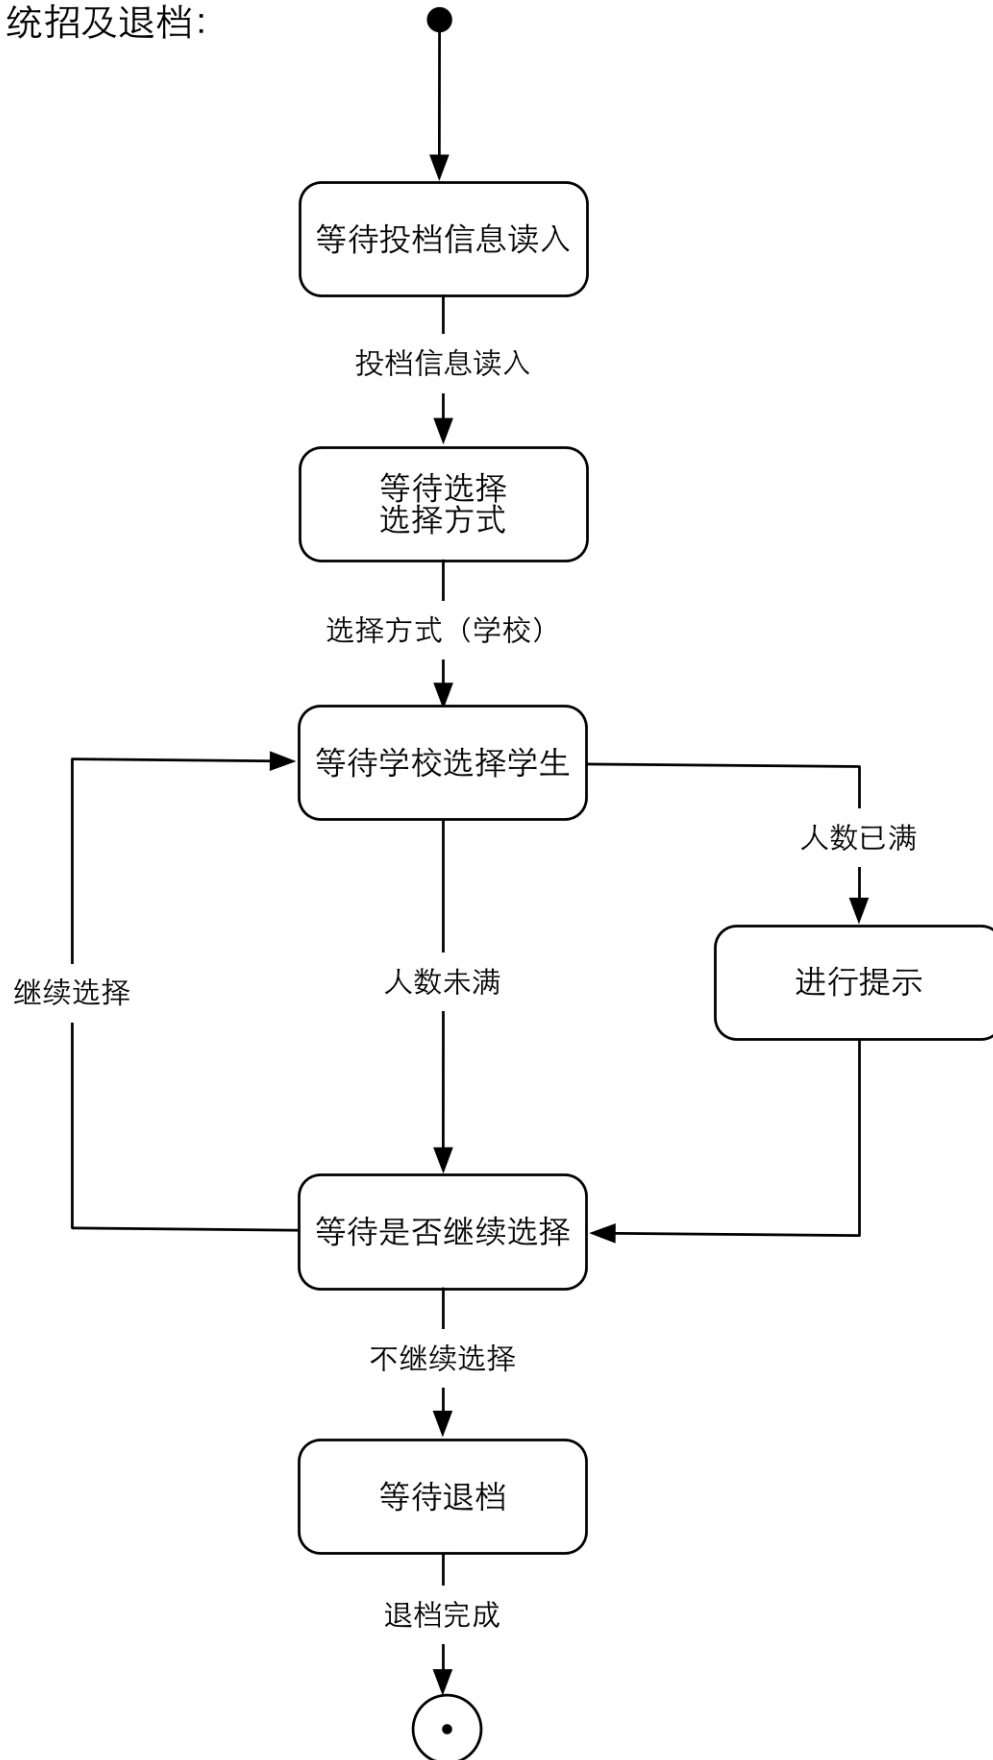 统招及退档：
等待投档信息读入
投档信息读入
等待选择
选择方式
选择方式（学校）
等待学校选择学生
人数已满
继续选择
人数未满
进行提示
等待是否继续选择
不继续选择
等待退档
退档完成